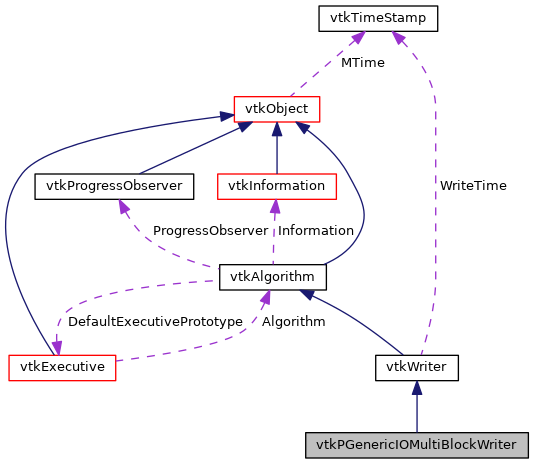 vtkTimeStamp
MTime
vtkObject
vtkProgressObserver
vtkInformation
WriteTime
ProgressObserver
Information
vtkAlgorithm
DefaultExecutivePrototype
Algorithm
vtkExecutive
vtkWriter
vtkPGenericIOMultiBlockWriter